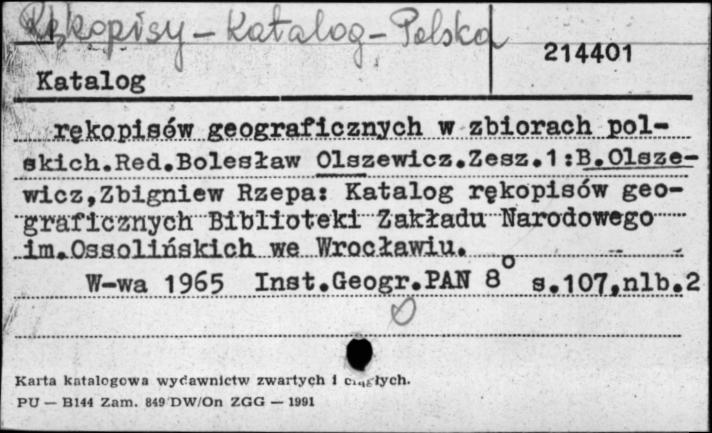 Rękopisy - Katalog - Polska
214401
Katalog
rękopisów geograficznych w zbiorach pol-
skich.Red.Bolesław Olszewicz.Zesz.1:B.Olsze-
wicz,Zbigniew Rzepa: Katalog rękopisów geo-
graficznych Biblioteki Zakładu Narodowego
im.Ossolińskich we Wrocławiu.
W-wa 1965 Inst.Geogr.PAN 8° s.107,nlb.2
Karta katalogowa wydawnictw zwartych i ciągłych.
PU — B144 Zam. 849 DW/On ZGG — 1991